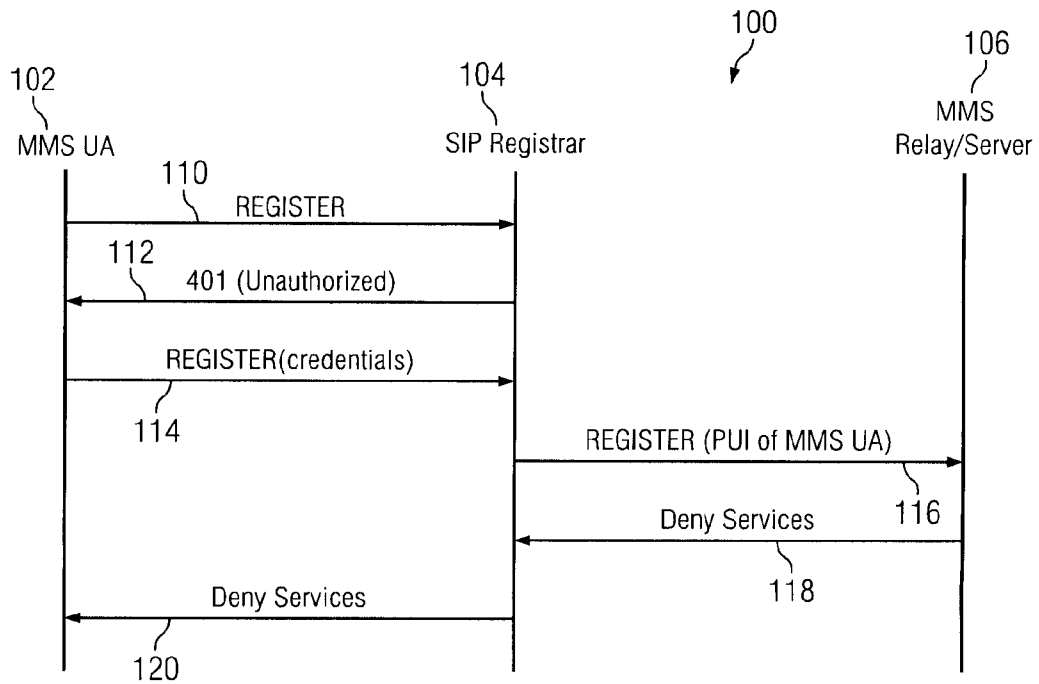 100
102
104
106
MMS UA
SIP Registrar
MMS
Relay/Server
110
REGISTER
112
401 (Unauthorized)
REGISTER(credentials)
114
REGISTER (PUI of MMS UA)
116
Deny Services
118
Deny Services
120